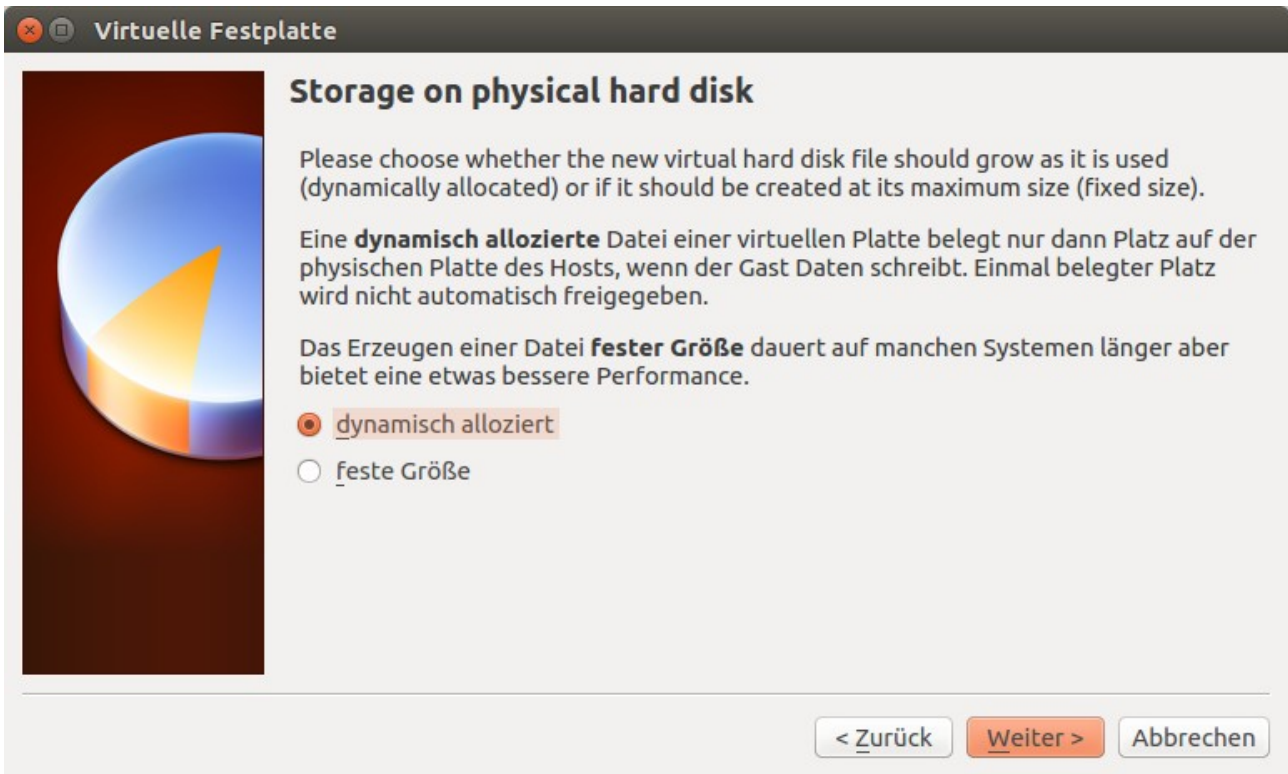 Virtuelle Festplatte
Storage on physical hard disk
Please choose whether the new virtual hard disk file should grow as it is used
(dynamically allocated) or if it should be created at its maximum size (fixed size).
Eine dynamisch allozierte Datei einer virtuellen Platte belegt nur dann Platz auf der
physischen Platte des Hosts, wenn der Gast Daten schreibt. Einmal belegter Platz
wird nicht automatisch freigegeben.
Das Erzeugen einer Datei fester Größe dauert auf manchen Systemen länger aber
bietet eine etwas bessere Performance.
dynamisch alloziert
feste Größe
< Zurück Weiter > Abbrechen